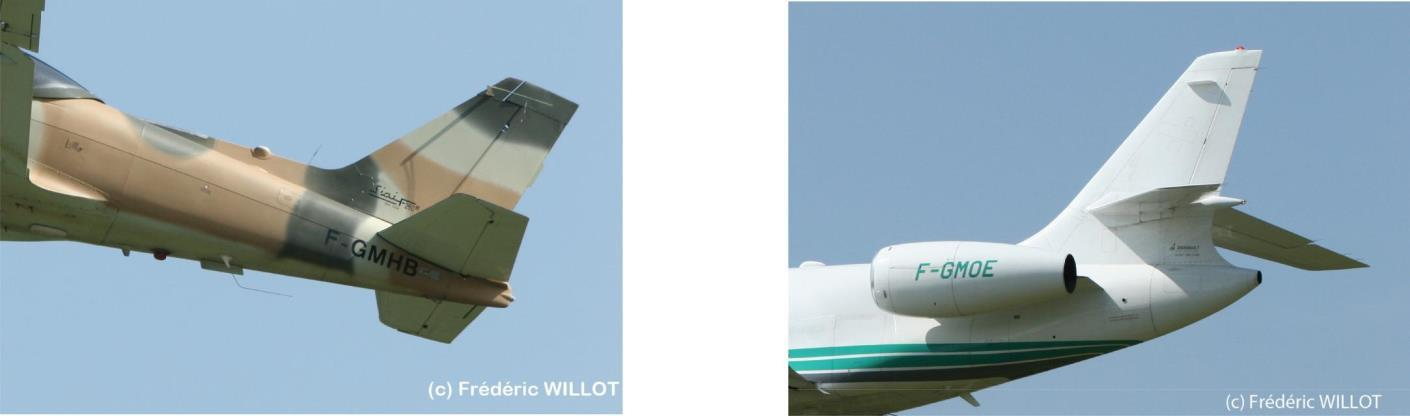 F-GMHB
(c) Frédéric WILLOT
F-GMOE
(c) Frédéric WILLOT